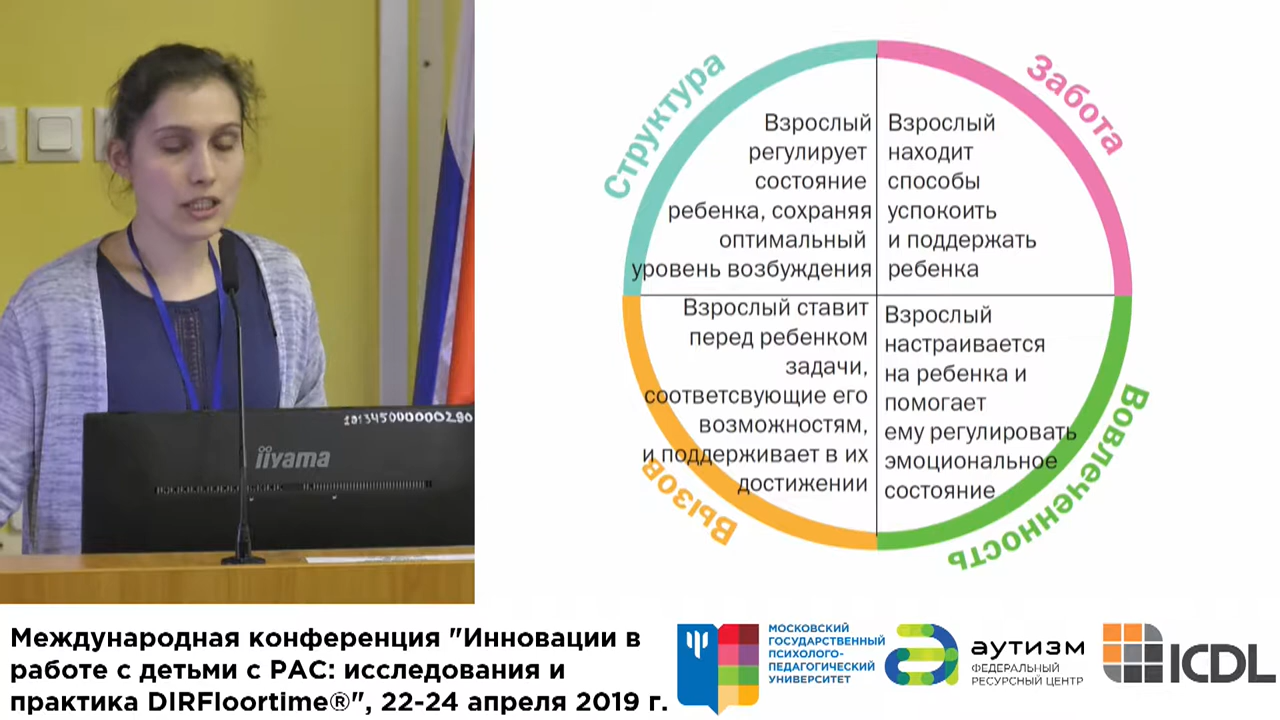 Структура
Забота
Взрослый
регулирует
состояние
ребенка, сохраняя
оптимальный
уровень возбуждения
Взрослый
находит
способы
успокоить
и поддержать
ребенка
Взрослый ставит
перед ребенком
задачи,
соответсвующие его
возможностям,
и поддерживает в их
достижении
Взрослый
настраивается
на ребенка и
помогает
ему регулировать
эмоциональное
состояние
Вызов
Вовлеченность
101345000000280
iiyama
Международная конференция "Инновации в
работе с детьми с РАС: исследования и
практика DIRFloortime®", 22-24 апреля 2019 г.
МОСКОВСКИЙ
ГОСУДАРСТВЕННЫЙ
ПСИХОЛОГО-
ПЕДАГОГИЧЕСКИЙ
УНИВЕРСИТЕТ
аутизм
ФЕДЕРАЛЬНЫЙ
РЕСУРСНЫЙ ЦЕНТР
ICDL